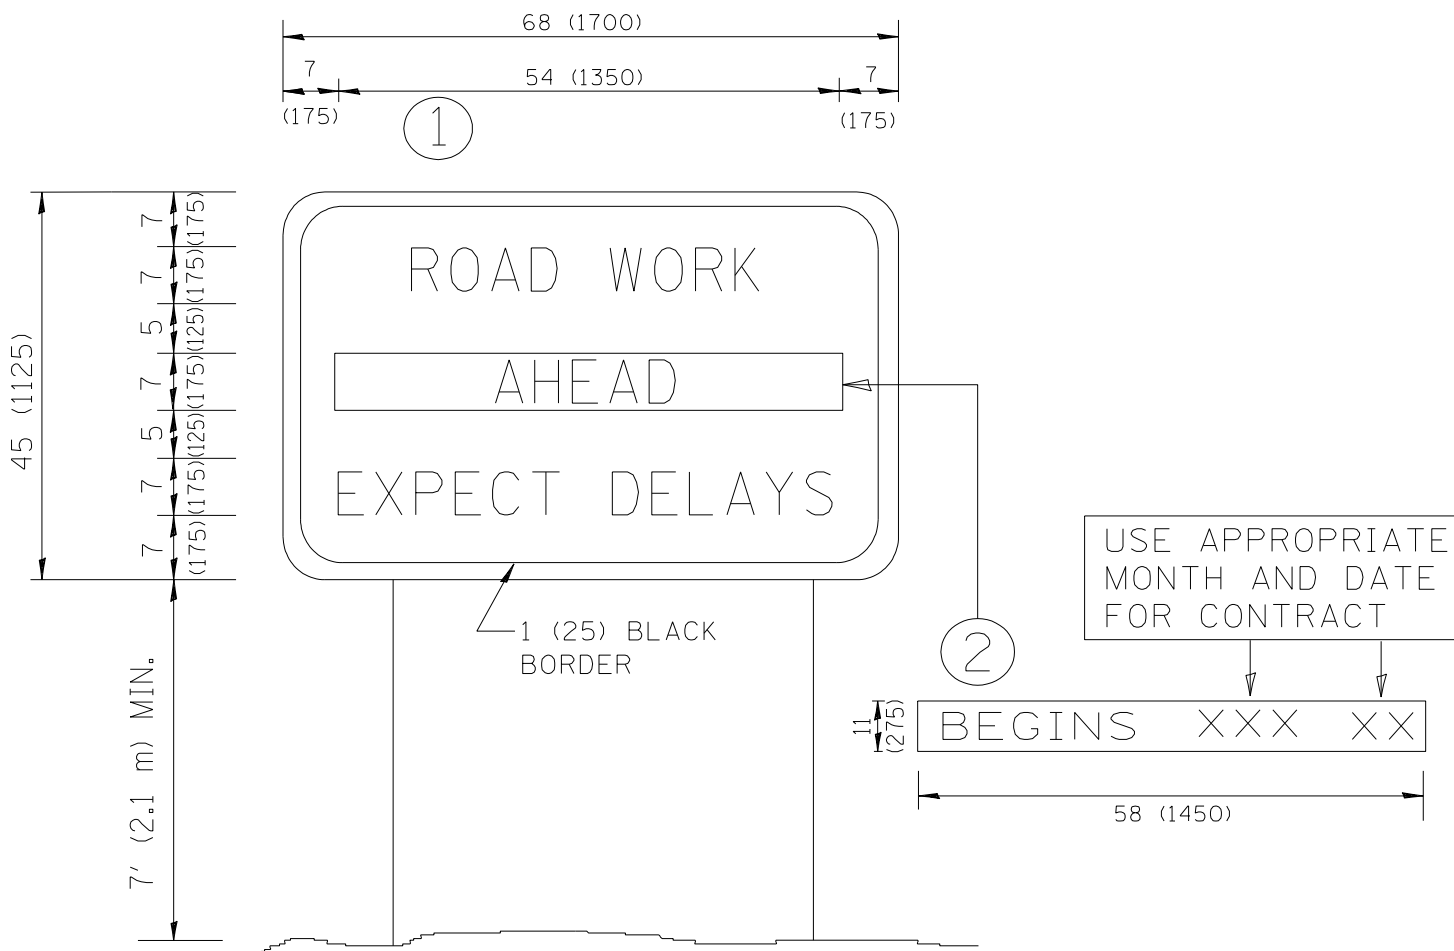 68 (1700)
7
54 (1350)
7
(175)
(175)
1
45 (1125)
7
(175)
7
(175)
5
(125)
7
(175)
5
(125)
7
(175)
7
(175)
ROAD WORK
AHEAD
EXPECT DELAYS
7' (2.1 m) MIN.
1 (25) BLACK
BORDER
2
USE APPROPRIATE
MONTH AND DATE
FOR CONTRACT
11
(275)
BEGINS XXX XX
58 (1450)